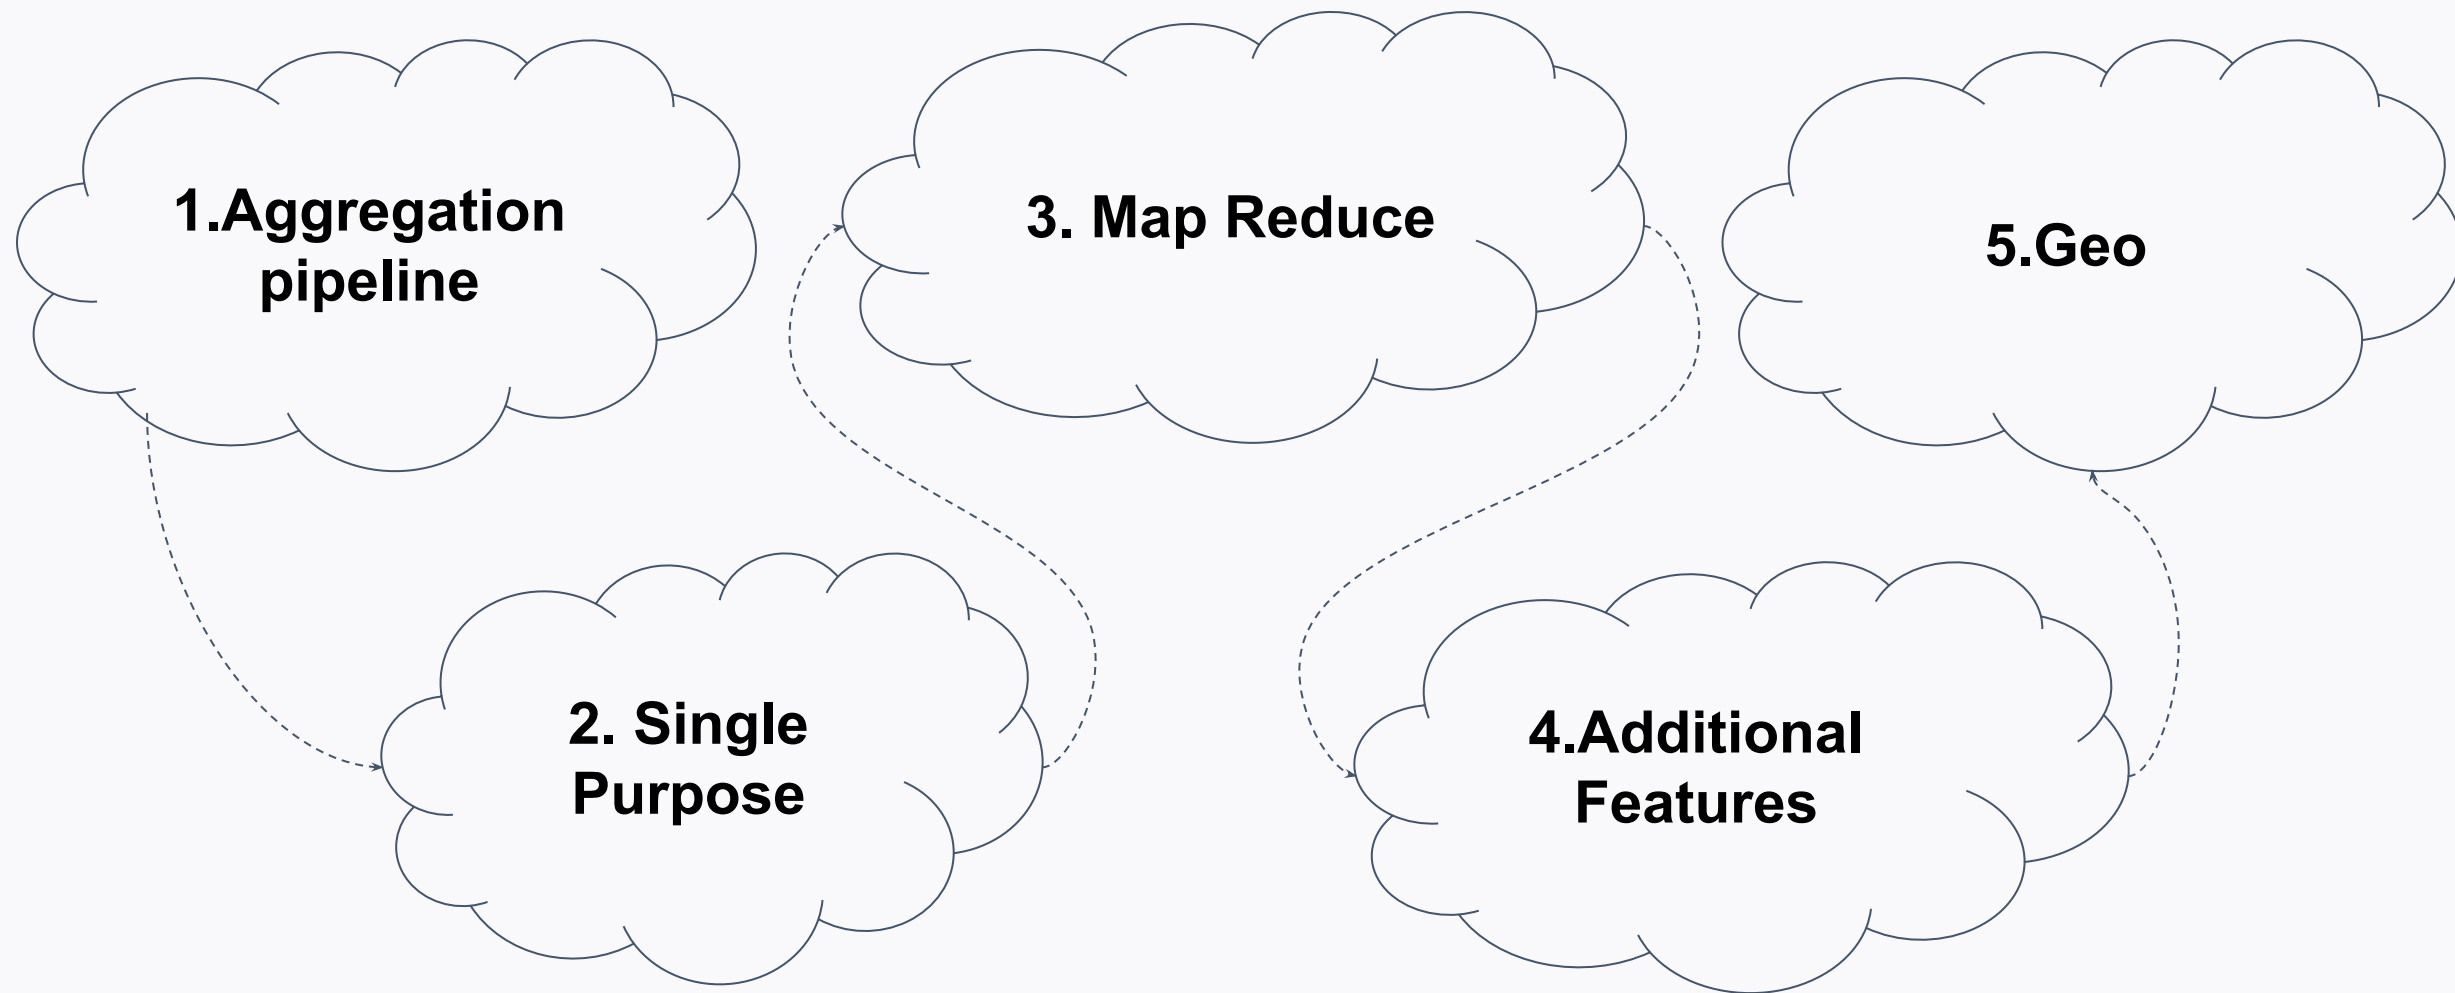 1.Aggregation
pipeline
2. Single
Purpose
3. Map Reduce
4.Additional
Features
5.Geo